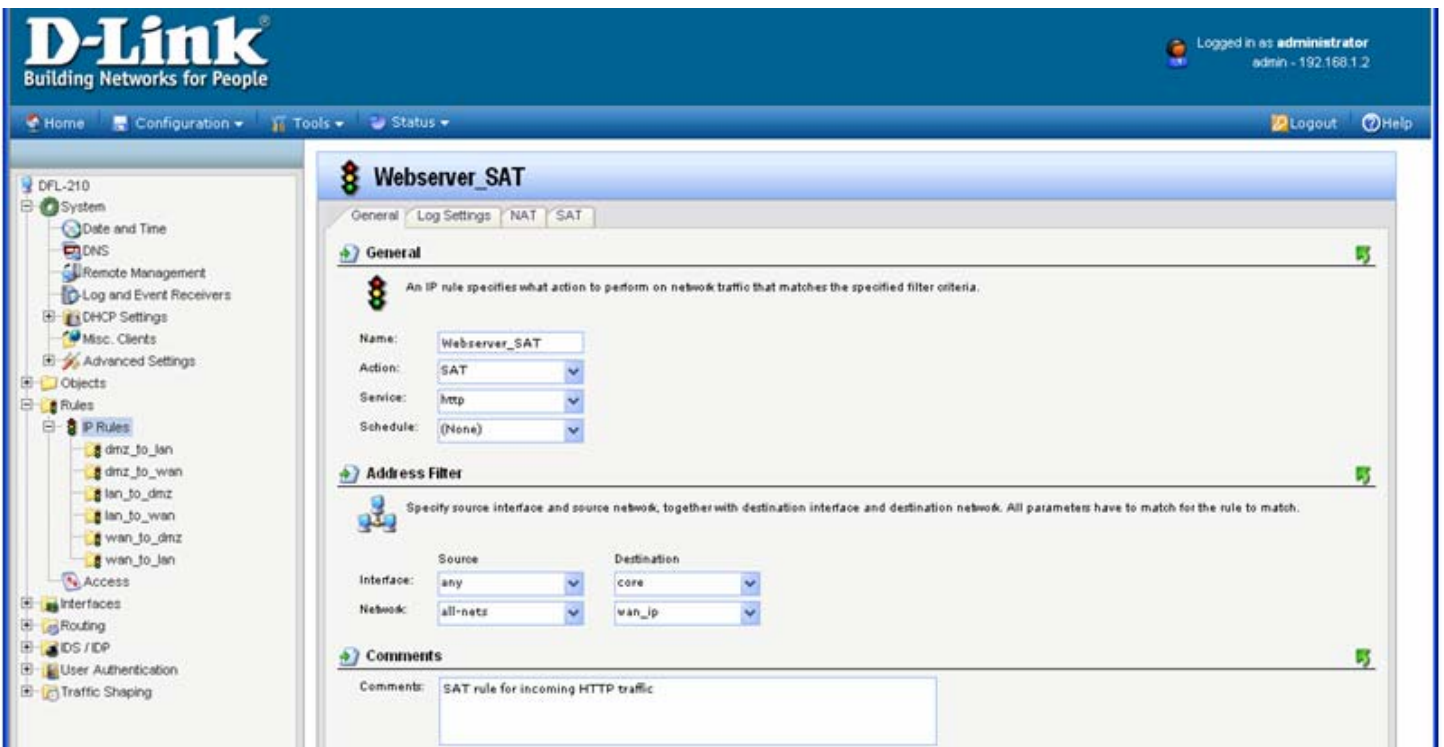 D-Link®
Building Networks for People
Logged in as administrator
admin - 192.168.1.2
Home Configuration Tools Status Logout Help
DFL-210
System
Date and Time
DNS
Remote Management
Log and Event Receivers
DHCP Settings
Misc. Clients
Advanced Settings
Objects
Rules
IP Rules
dmz_to_lan
dmz_to_wan
lan_to_dmz
lan_to_wan
wan_to_dmz
wan_to_lan
Access
Interfaces
Routing
IDS / IDP
User Authentication
Traffic Shaping
Webserver_SAT
General Log Settings NAT SAT
General
An IP rule specifies what action to perform on network traffic that matches the specified filter criteria.
Name: Webserver_SAT
Action: SAT
Service: http
Schedule: (None)
Address Filter
Specify source interface and source network, together with destination interface and destination network. All parameters have to match for the rule to match.
Source Destination
Interface: any core
Network: all-nets wan_ip
Comments
Comments: SAT rule for incoming HTTP traffic